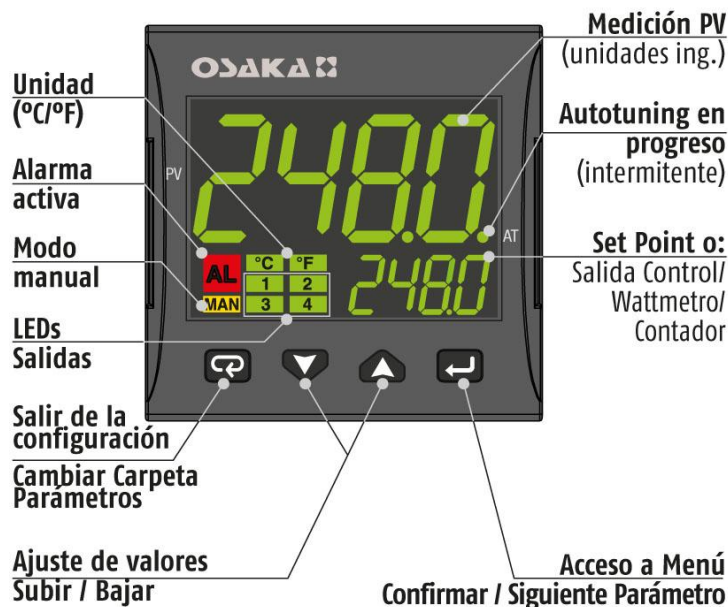 Medición PV
(unidades ing.)
OSAKA
Unidad
(ºC/ºF)
Autotuning en
progreso
(intermitente)
248.0.
PV
AT
Alarma
activa
Modo
manual
AL
°C °F
1 2
MAN
3 4
248.0
Set Point o:
Salida Control/
Wattmetro/
Contador
LEDs
Salidas
Salir de la
configuración
Cambiar Carpeta
Parámetros
Ajuste de valores
Subir / Bajar
Acceso a Menú
Confirmar / Siguiente Parámetro